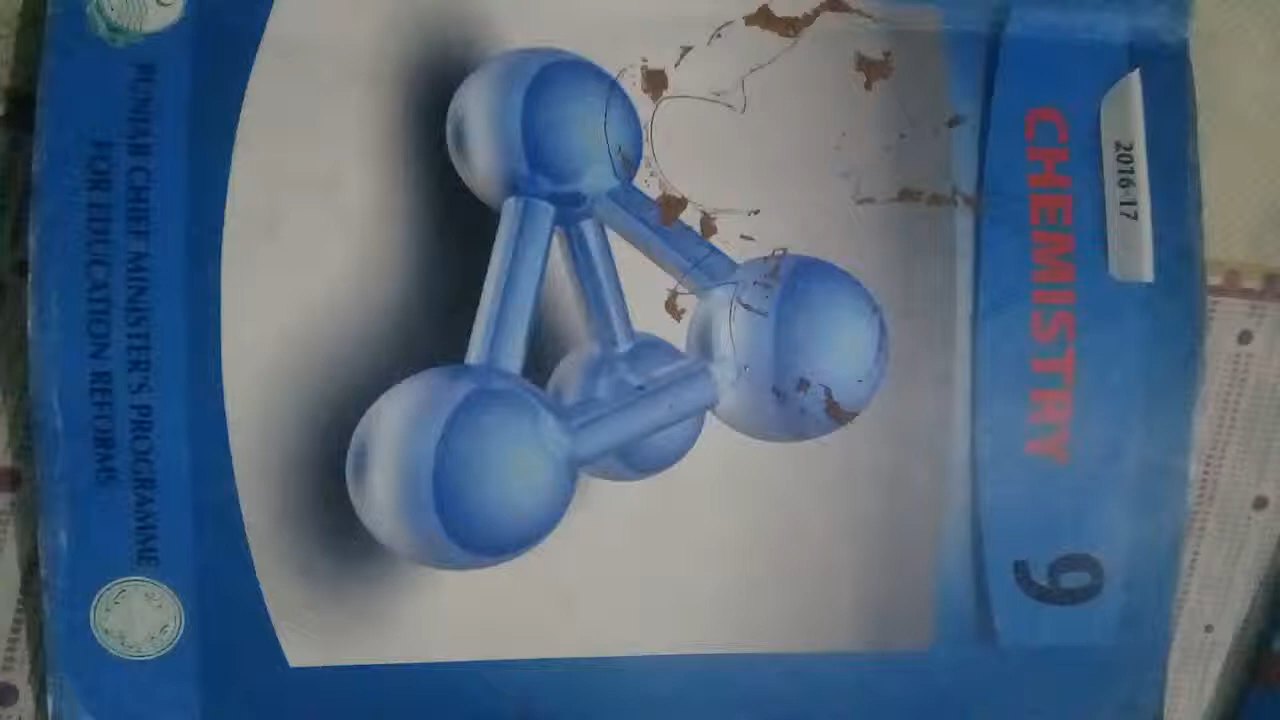 2016-17
CHEMISTRY
9
PUNJAB CHIEF MINISTER'S PROGRAMME
FOR EDUCATION REFORMS